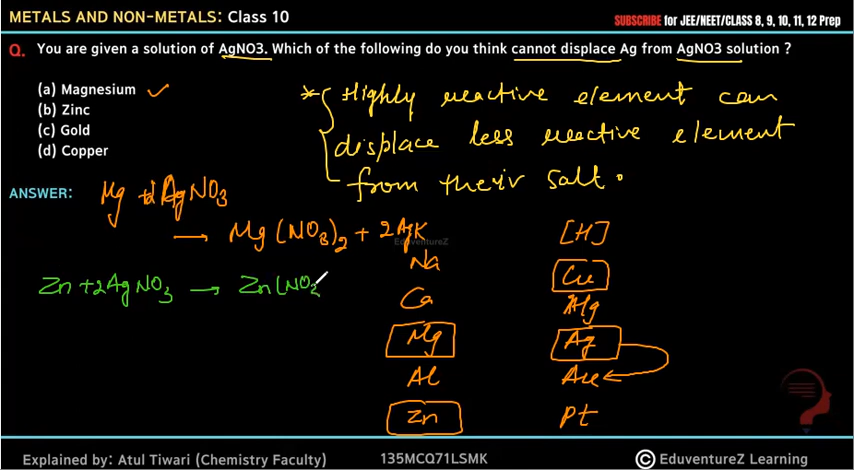 METALS AND NON-METALS: Class 10
SUBSCRIBE for JEE/NEET/CLASS 8, 9, 10, 11, 12 Prep
Q. You are given a solution of AgNO3. Which of the following do you think cannot displace Ag from AgNO3 solution ?
(a) Magnesium ✓
(b) Zinc
(c) Gold
(d) Copper
* Highly reactive element can
displace less reactive element
from their salt.
ANSWER:
Mg + 2AgNO3
→ Mg(NO3)2 + 2Ag
Zn + 2AgNO3 → Zn(NO3
EduventureZ
K
Na
Ca
Mg
Al
Zn
[H]
Cu
Hg
Ag
Au
Pt
Explained by: Atul Tiwari (Chemistry Faculty)
135MCQ71LSMK
© EduventureZ Learning